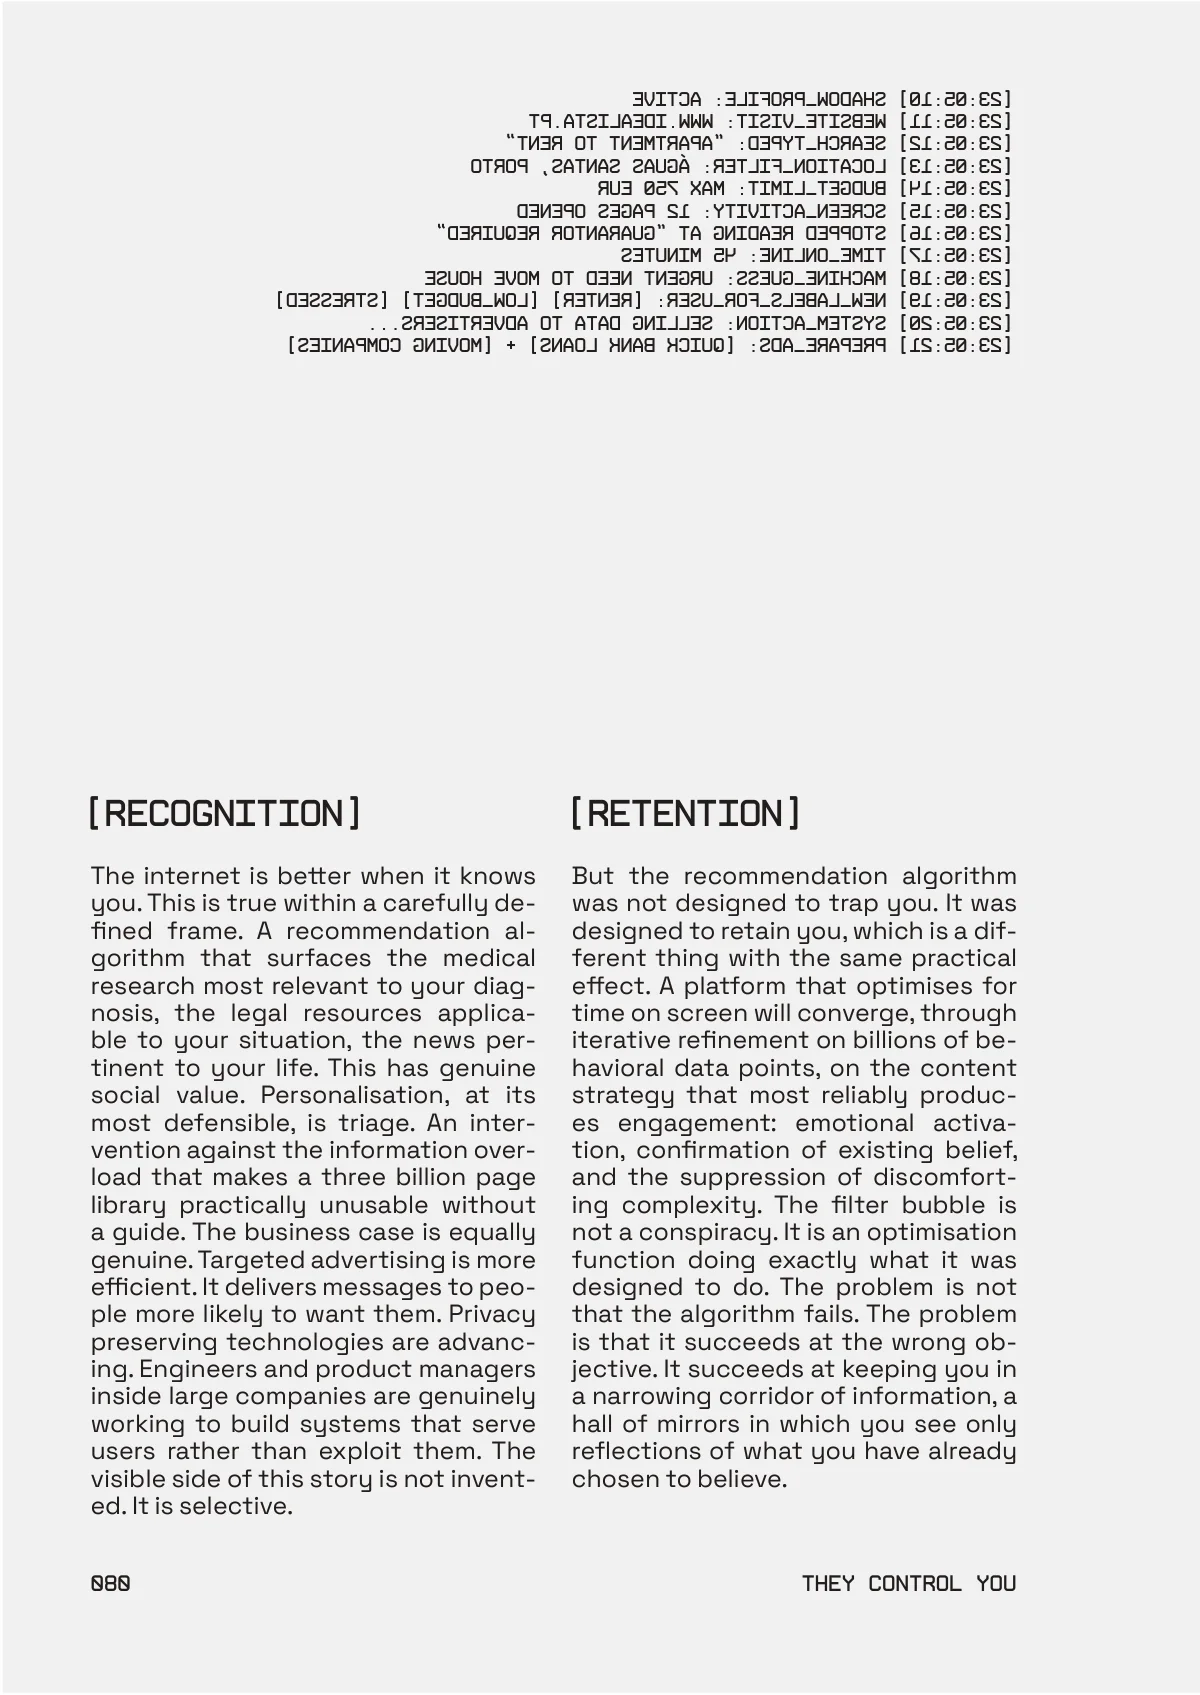 [23:05:10] SHADOW_PROFILE: ACTIVE
[23:05:11] WEBSITE_VISIT: WWW.IDEALISTA.PT
[23:05:12] SEARCH_TYPED: "APARTMENT TO RENT"
[23:05:13] LOCATION_FILTER: ÁGUAS SANTAS, PORTO
[23:05:14] BUDGET_LIMIT: MAX 750 EUR
[23:05:15] SCREEN_ACTIVITY: 12 PAGES OPENED
[23:05:16] STOPPED READING AT "GUARANTOR REQUIRED"
[23:05:17] TIME_ONLINE: 45 MINUTES
[23:05:18] MACHINE_GUESS: URGENT NEED TO MOVE HOUSE
[23:05:19] NEW_LABELS_FOR_USER: [RENTER] [LOW_BUDGET] [STRESSED]
[23:05:20] SYSTEM_ACTION: SELLING DATA TO ADVERTISERS...
[23:05:21] PREPARE_ADS: [QUICK BANK LOANS] + [MOVING COMPANIES]
[RECOGNITION]
The internet is better when it knows
you. This is true within a carefully de-
fined frame. A recommendation al-
gorithm that surfaces the medical
research most relevant to your diag-
nosis, the legal resources applica-
ble to your situation, the news per-
tinent to your life. This has genuine
social value. Personalisation, at its
most defensible, is triage. An inter-
vention against the information over-
load that makes a three billion page
library practically unusable without
a guide. The business case is equally
genuine. Targeted advertising is more
efficient. It delivers messages to peo-
ple more likely to want them. Privacy
preserving technologies are advanc-
ing. Engineers and product managers
inside large companies are genuinely
working to build systems that serve
users rather than exploit them. The
visible side of this story is not invent-
ed. It is selective.
[RETENTION]
But the recommendation algorithm
was not designed to trap you. It was
designed to retain you, which is a dif-
ferent thing with the same practical
effect. A platform that optimises for
time on screen will converge, through
iterative refinement on billions of be-
havioral data points, on the content
strategy that most reliably produc-
es engagement: emotional activa-
tion, confirmation of existing belief,
and the suppression of discomfort-
ing complexity. The filter bubble is
not a conspiracy. It is an optimisation
function doing exactly what it was
designed to do. The problem is not
that the algorithm fails. The problem
is that it succeeds at the wrong ob-
jective. It succeeds at keeping you in
a narrowing corridor of information, a
hall of mirrors in which you see only
reflections of what you have already
chosen to believe.
080
THEY CONTROL YOU